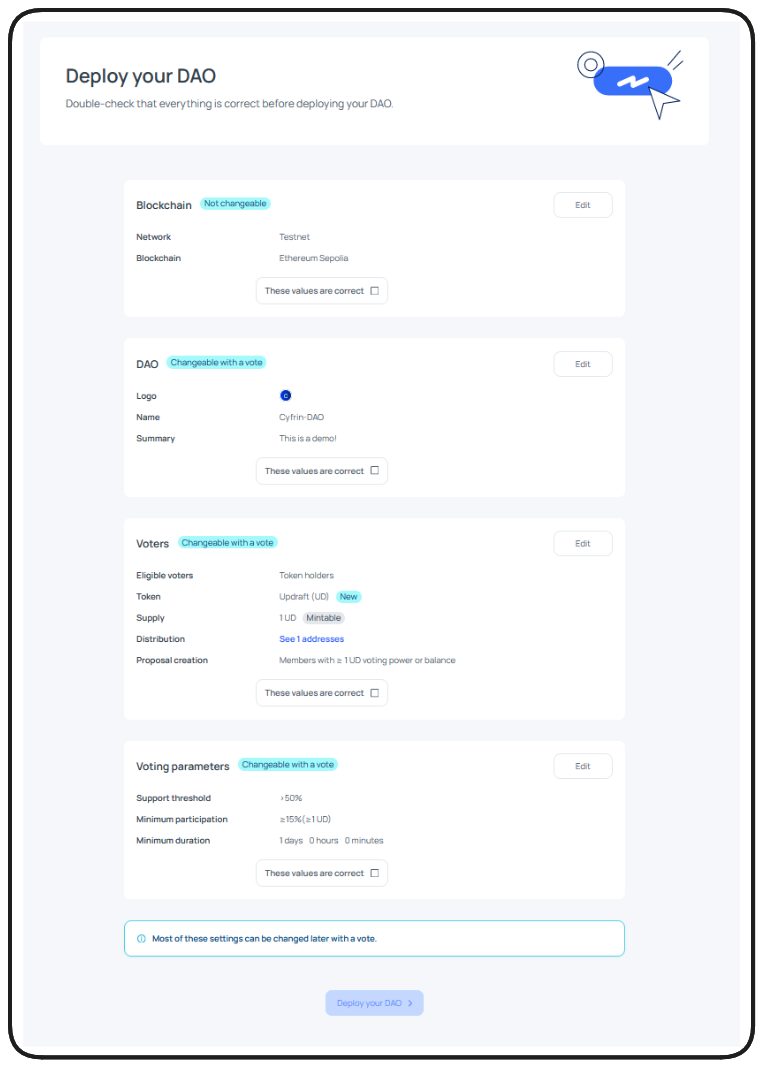 Deploy your DAO
Double-check that everything is correct before deploying your DAO.
Blockchain Not changeable Edit
Network Testnet
Blockchain Ethereum Sepolia
These values are correct
DAO Changeable with a vote Edit
Logo C
Name Cyfrin-DAO
Summary This is a demo!
These values are correct
Voters Changeable with a vote Edit
Eligible voters Token holders
Token Updraft (UD) New
Supply 1 UD Mintable
Distribution See 1 addresses
Proposal creation Members with ≥ 1 UD voting power or balance
These values are correct
Voting parameters Changeable with a vote Edit
Support threshold >50%
Minimum participation ≥15%(≥1 UD)
Minimum duration 1 days 0 hours 0 minutes
These values are correct
Most of these settings can be changed later with a vote.
Deploy your DAO